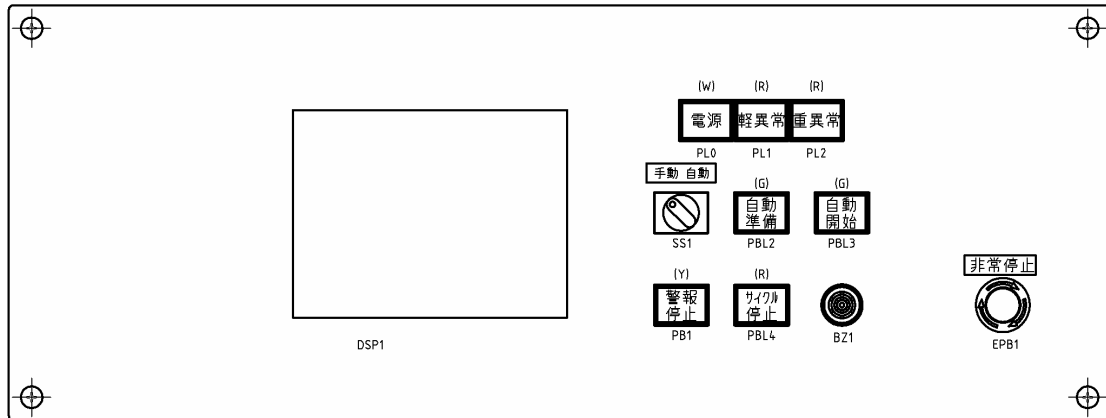 (W) (R) (R)
電源 軽異常 重異常
PL0 PL1 PL2
手動 自動
(G) (G)
自動
準備
自動
開始
SS1 PBL2 PBL3
非常停止
(Y) (R)
警報
停止
サイクル
停止
PB1 PBL4 BZ1
EPB1
DSP1